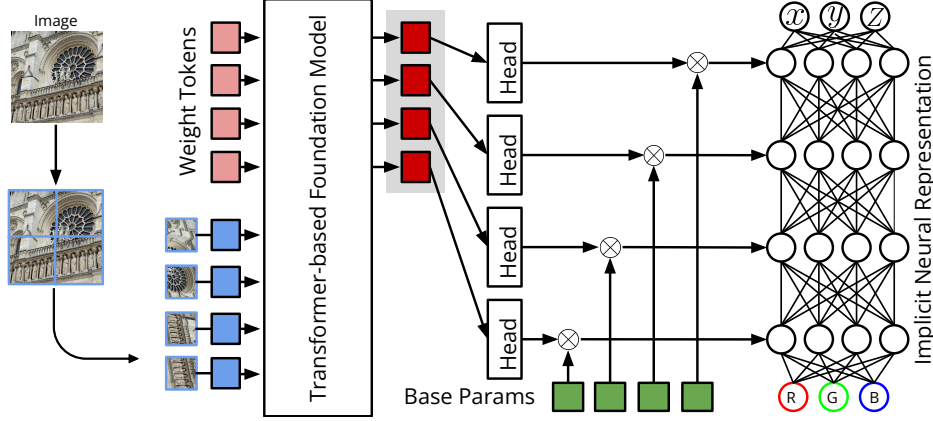 Image
Weight Tokens
Transformer-based Foundation Model
Head
Head
Head
Head
Base Params
x y z
Implicit Neural Representation
R G B